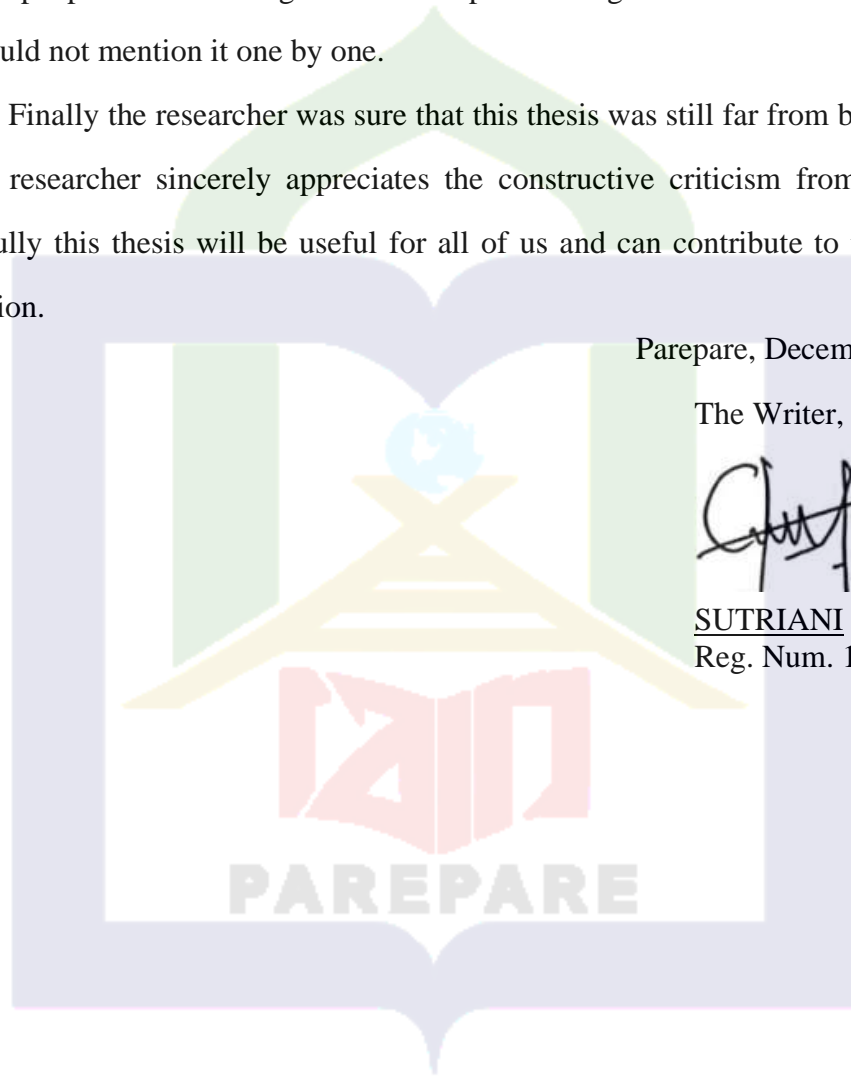 uld not mention it one by one.
Finally the researcher was sure that this thesis was still far from b
researcher sincerely appreciates the constructive criticism from
ully this thesis will be useful for all of us and can contribute to
ion.
Parepare, Decem
The Writer,
SUTRIANI
Reg. Num. 1
PAREPARE